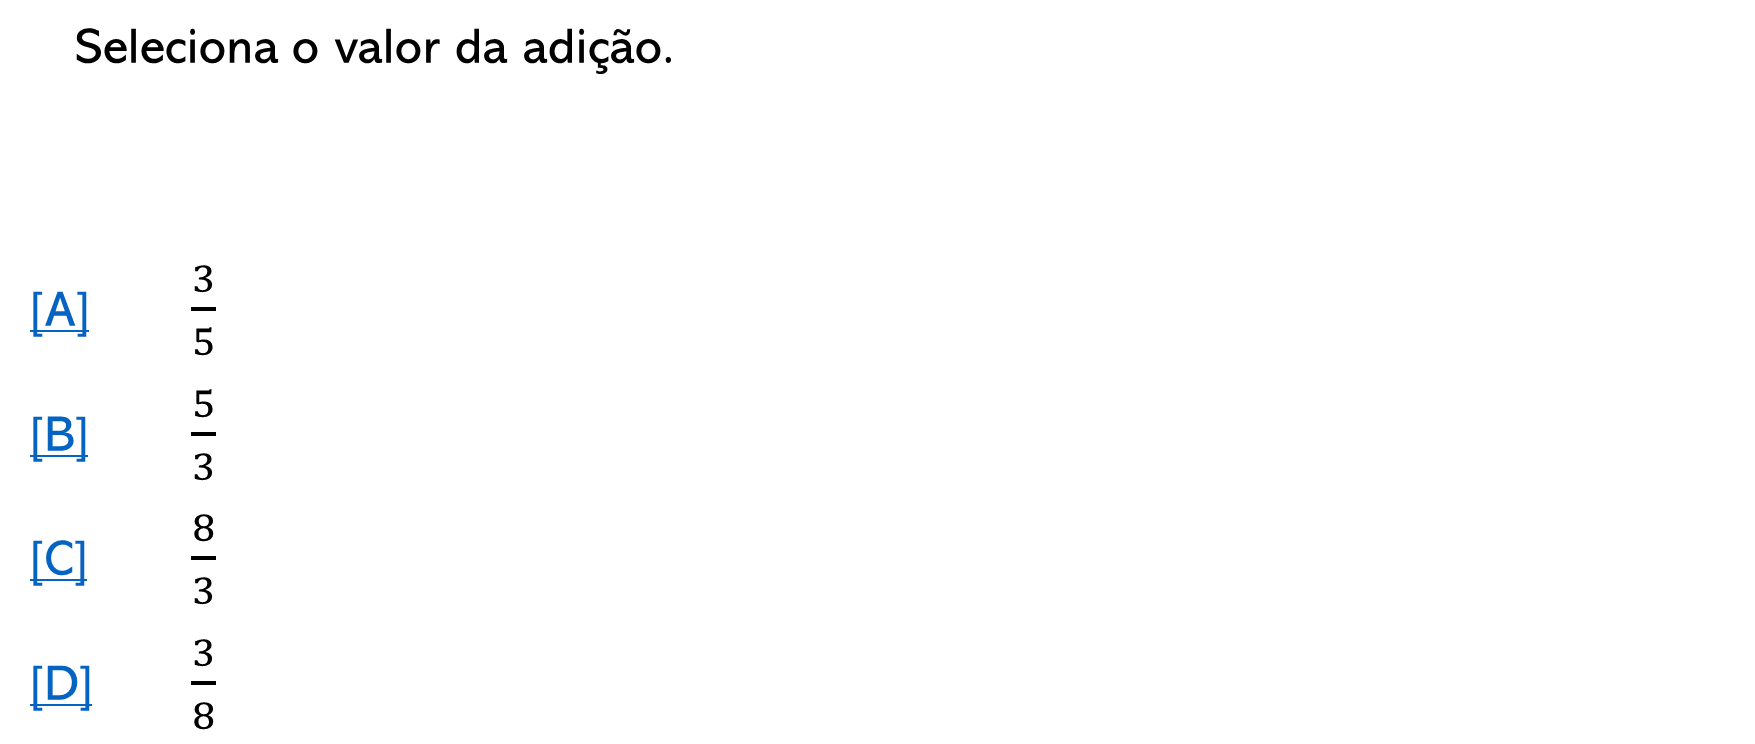 Seleciona o valor da adição.
[A] 3/5
[B] 5/3
[C] 8/3
[D] 3/8